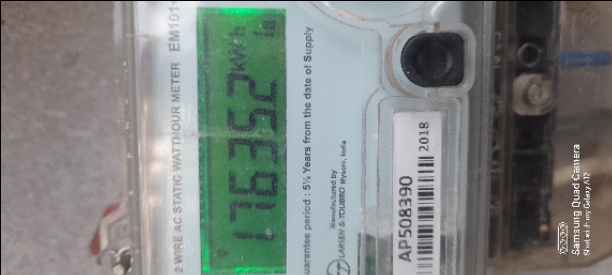 2 WIRE AC STATIC WATTHOUR METER EM101
176352 kWh
uarantee period : 5½ Years from the date of Supply
Manufactured by
LARSEN & TOUBRO Mysore, India
AP508390
2018
Samsung Quad Camera
Shot with my Galaxy A12